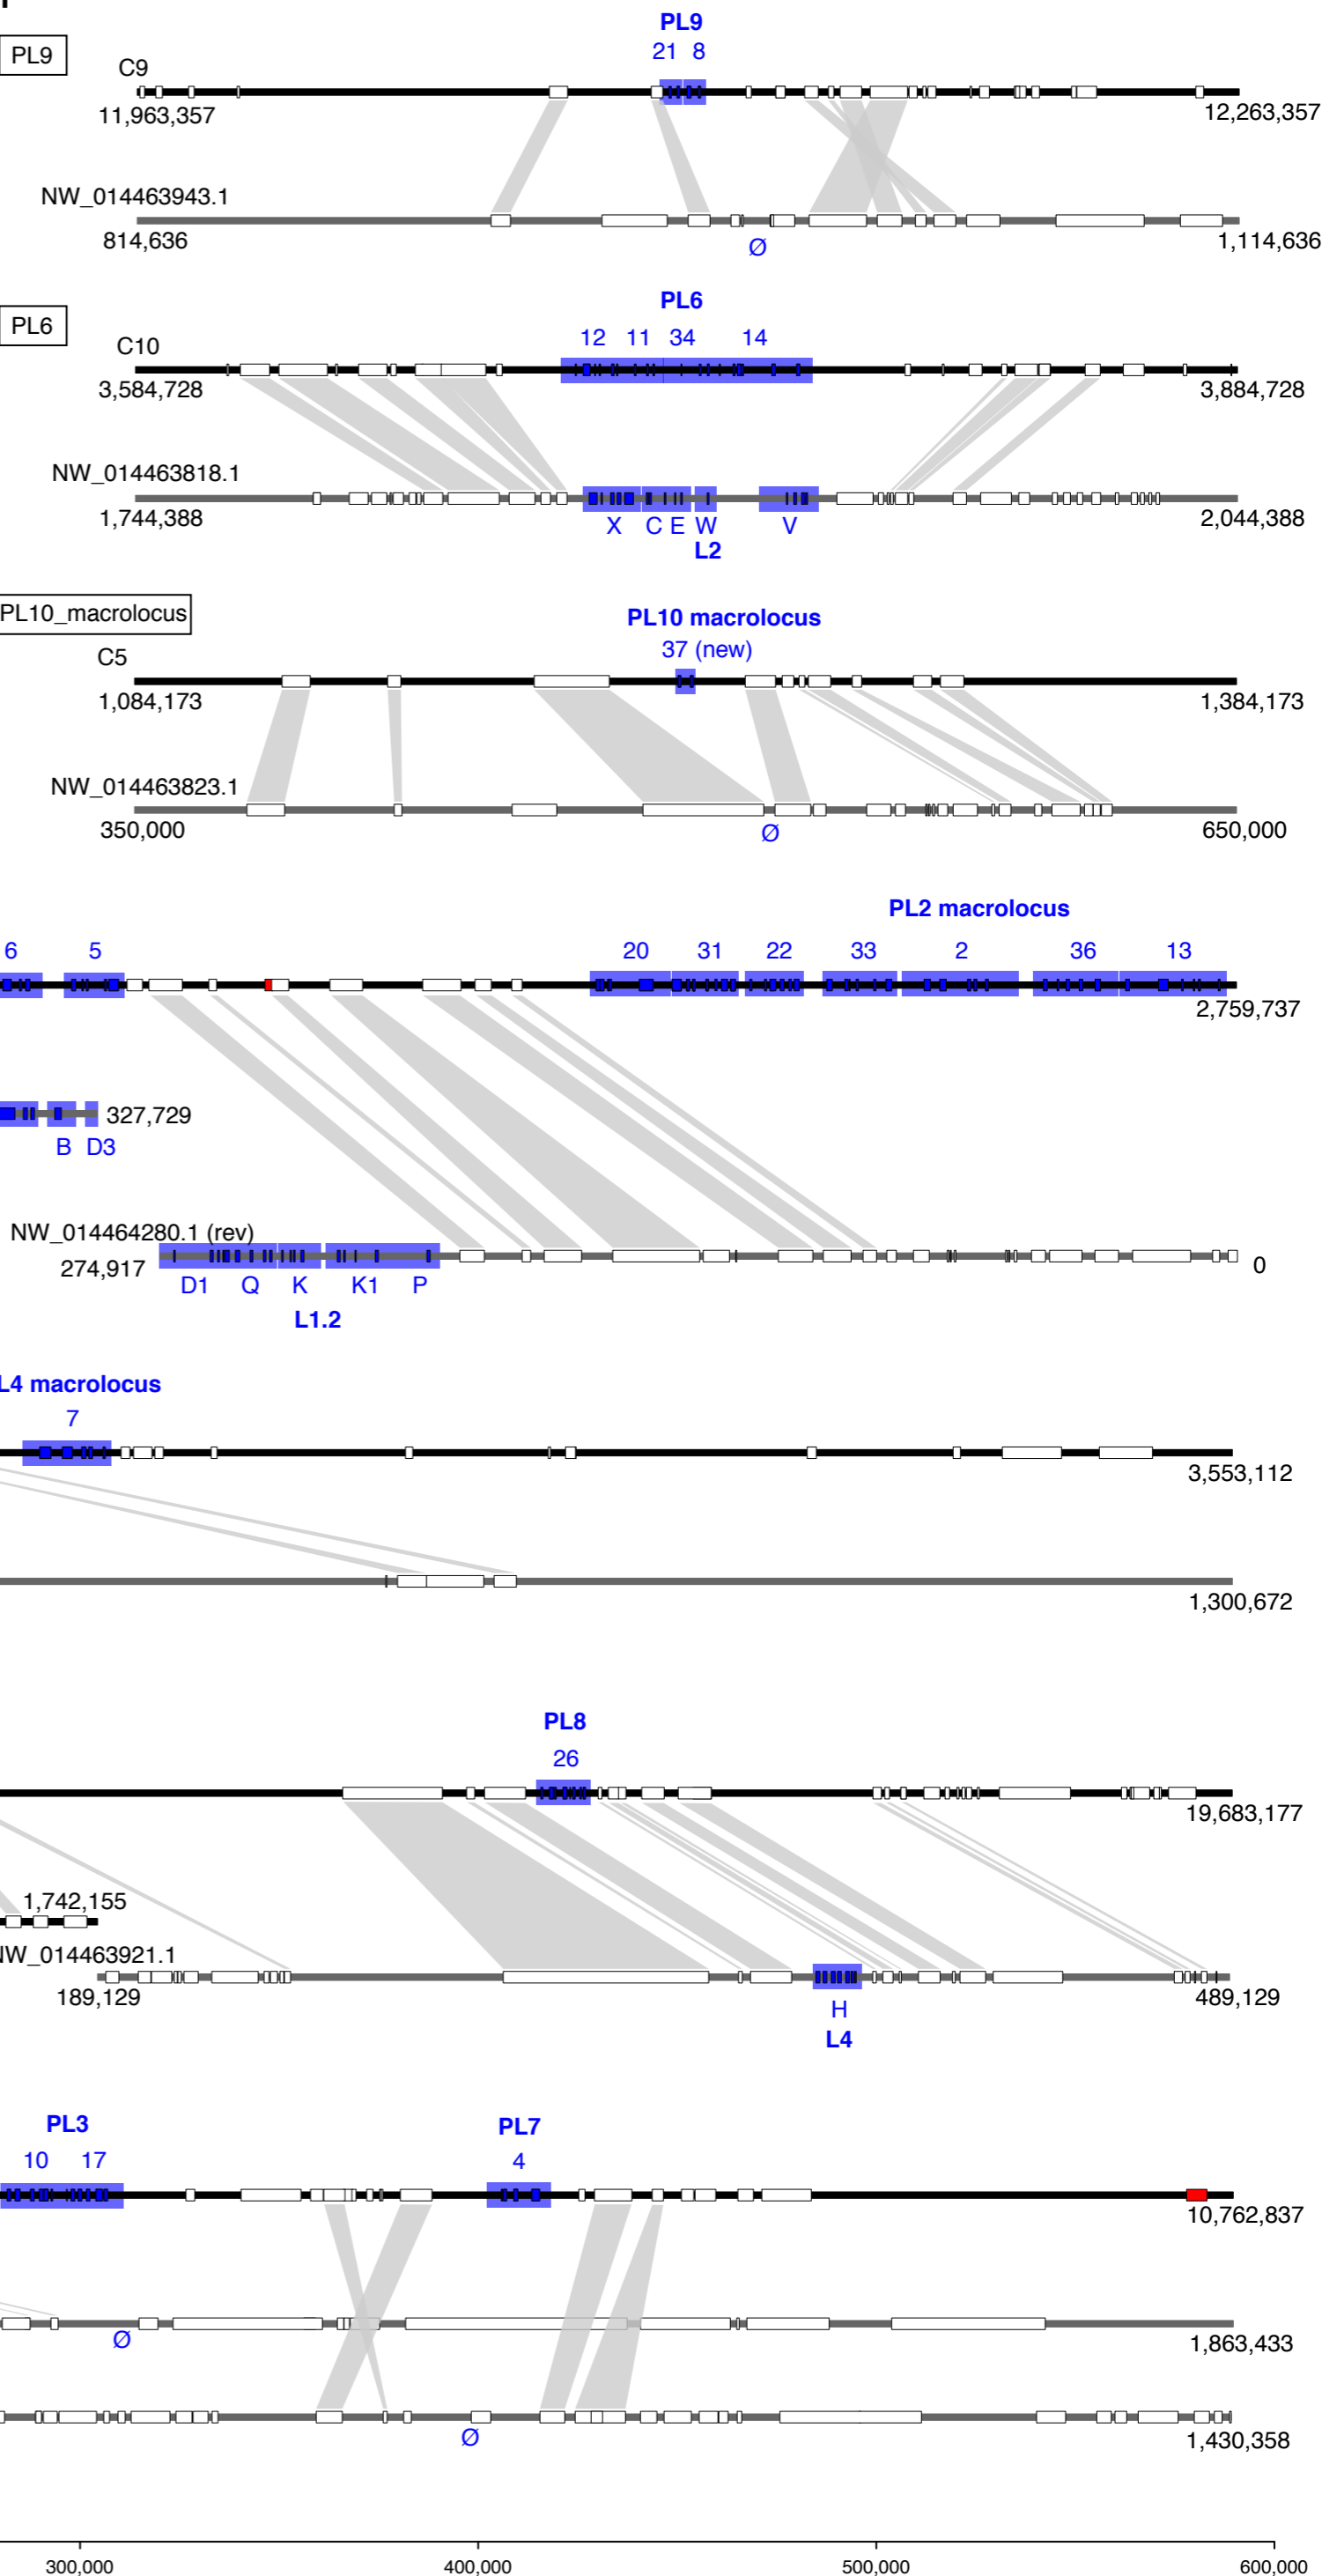 PL9
PL9
21 8
C9
11,963,357
12,263,357
NW_014463943.1
814,636
1,114,636
Ø
PL6
PL6
12 11 34 14
C10
3,584,728
3,884,728
NW_014463818.1
1,744,388
2,044,388
X C E W V
L2
PL10_macrolocus
PL10 macrolocus
37 (new)
C5
1,084,173
1,384,173
NW_014463823.1
350,000
650,000
Ø
PL2 macrolocus
6 5 20 31 22 33 2 36 13
2,759,737
327,729
B D3
NW_014464280.1 (rev)
274,917
0
D1 Q K K1 P
L1.2
L4 macrolocus
7
3,553,112
1,300,672
PL8
26
19,683,177
1,742,155
NW_014463921.1
189,129
489,129
H
L4
PL3 PL7
10 17 4
10,762,837
Ø
1,863,433
Ø
1,430,358
300,000 400,000 500,000 600,000